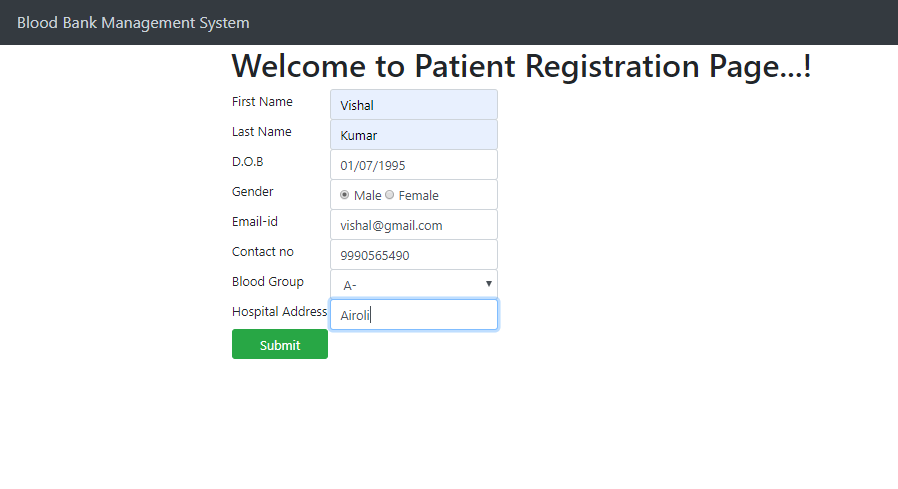 Blood Bank Management System
Welcome to Patient Registration Page...!
First Name Vishal
Last Name Kumar
D.O.B 01/07/1995
Gender Male Female
Email-id vishal@gmail.com
Contact no 9990565490
Blood Group A-
Hospital Address Airoli
Submit